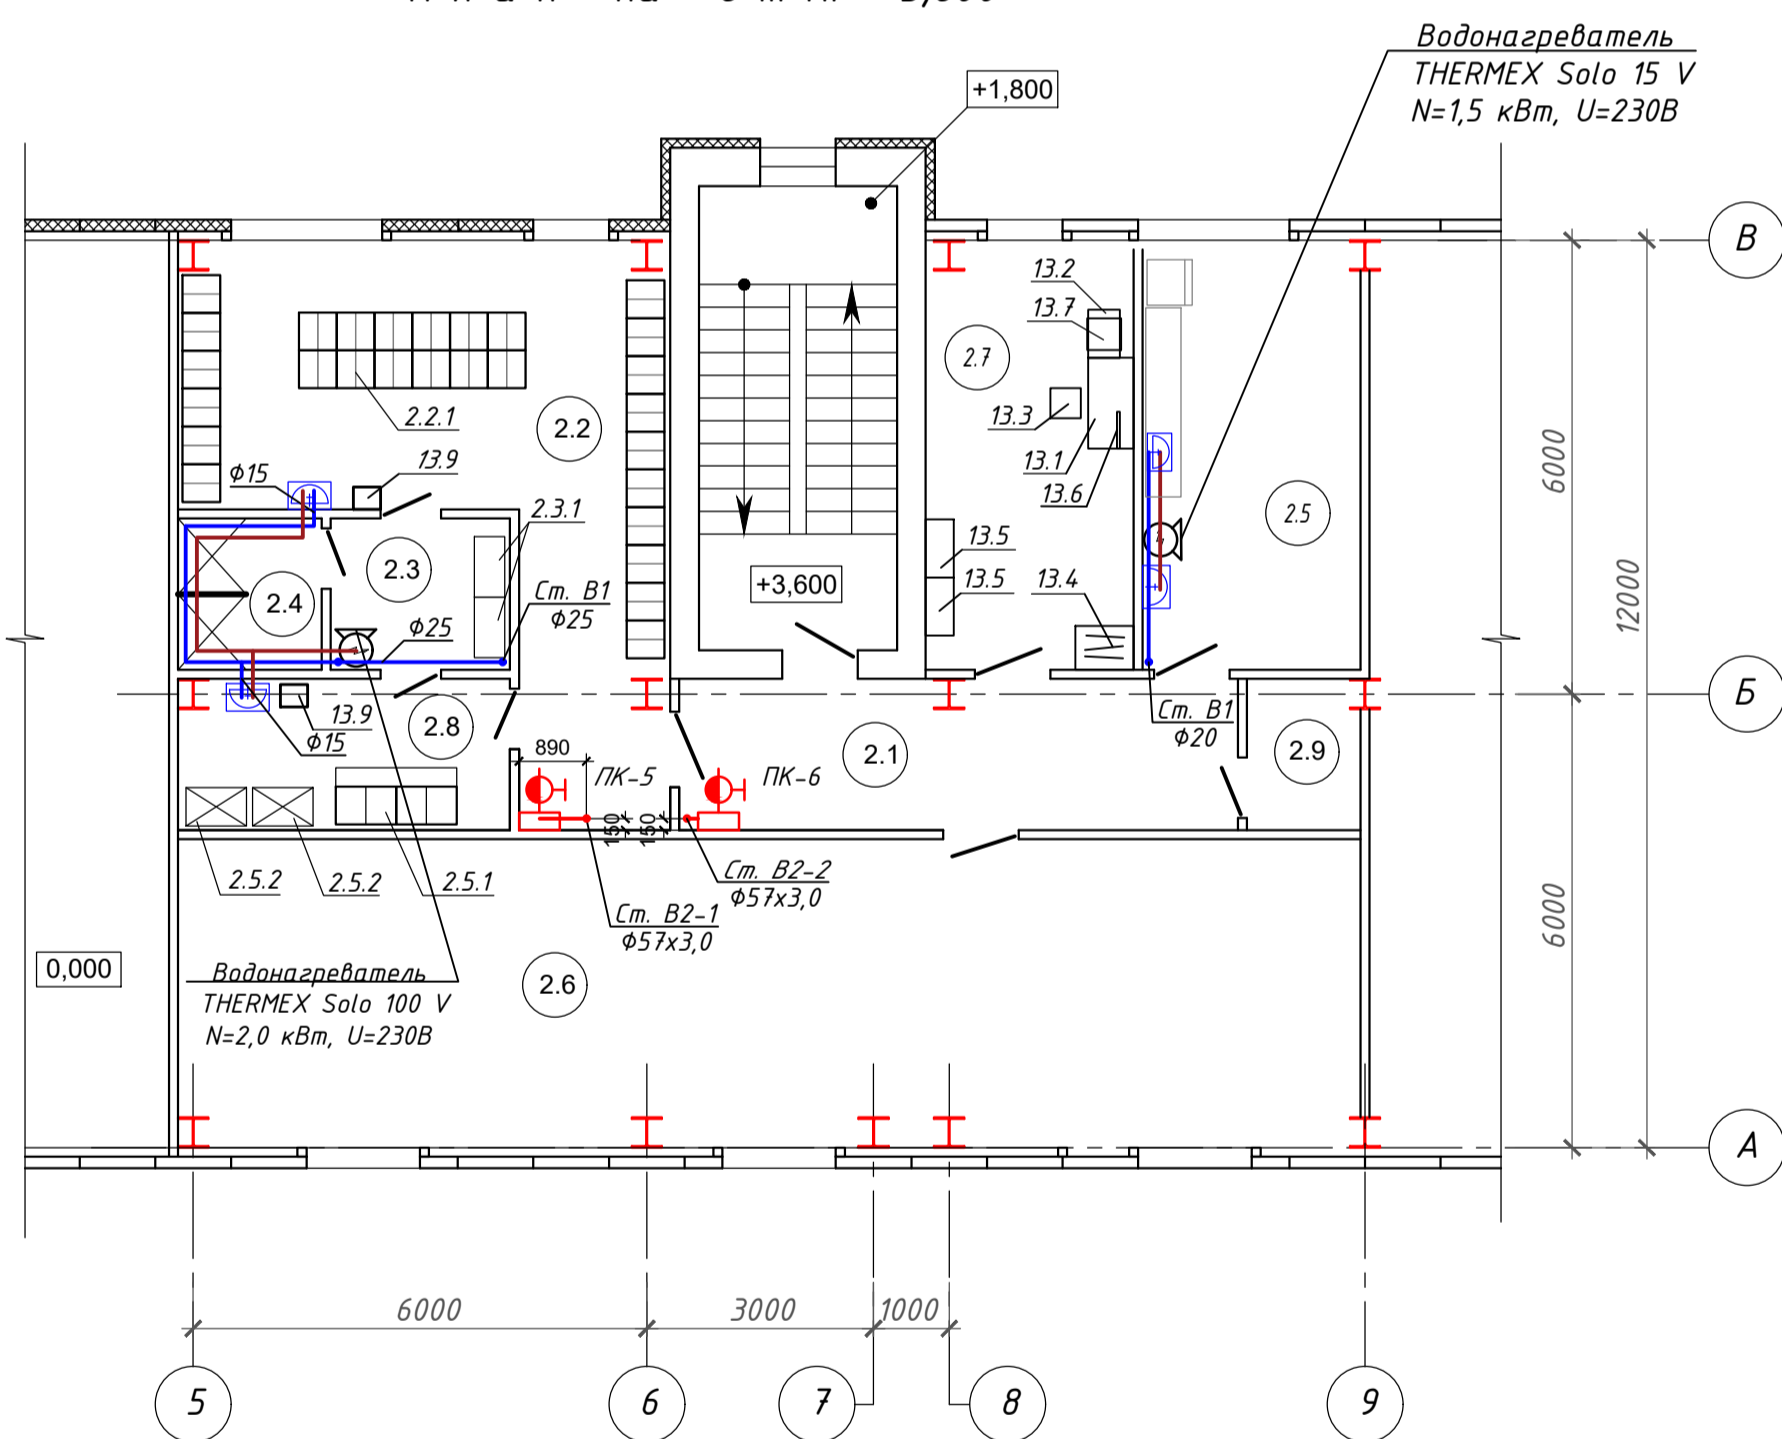 Водонагреватель
THERMEX Solo 15 V
N=1,5 кВт, U=230В
+1,800
В
13.2
13.7
2.7
13.3
13.1
13.6
2.2.1
2.2
13.9
Ф15
2.3.1
2.3
2.4
Ф25
Ст. В1
Ф25
+3,600
13.5
13.5
13.4
2.5
6000
12000
Б
13.9
Ф15
2.8
890
ПК-5
ПК-6
2.1
Ст. В1
Ф20
2.9
150
150
2.5.2
2.5.2
2.5.1
Ст. В2-2
Ф57х3,0
Ст. В2-1
Ф57х3,0
6000
0,000
Водонагреватель
THERMEX Solo 100 V
N=2,0 кВт, U=230В
2.6
А
6000
3000
1000
5
6
7
8
9